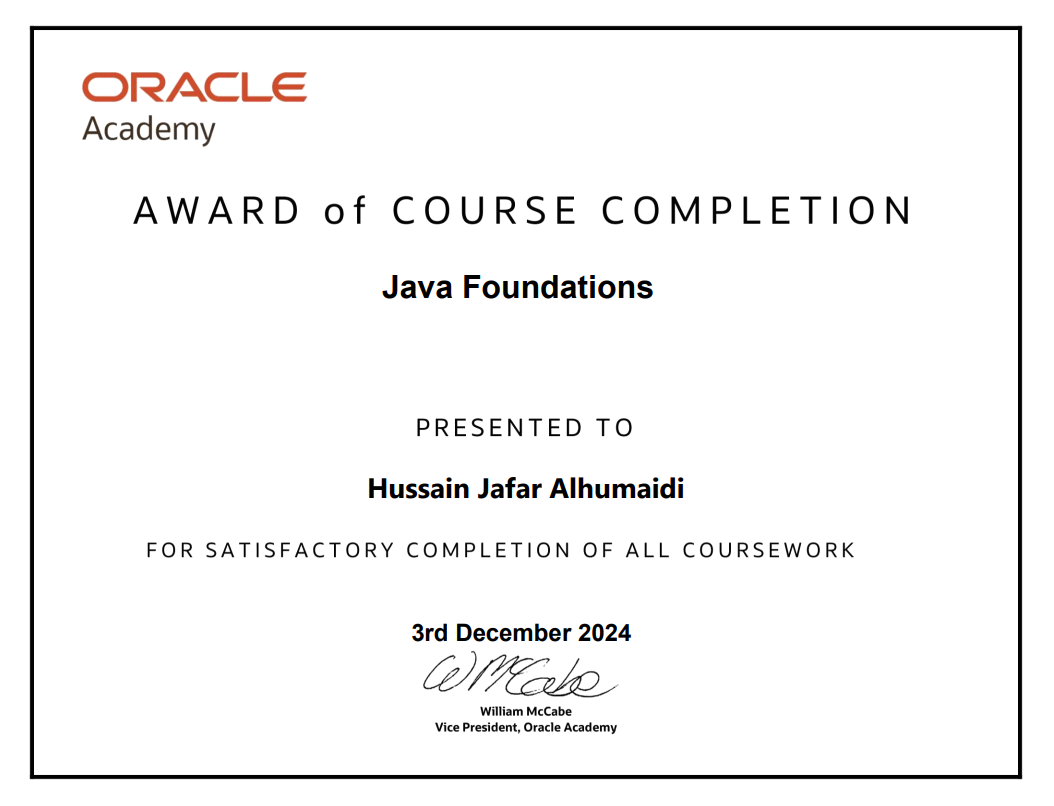 ORACLE
Academy
AWARD of COURSE COMPLETION
Java Foundations
PRESENTED TO
Hussain Jafar Alhumaidi
FOR SATISFACTORY COMPLETION OF ALL COURSEWORK
3rd December 2024
W McCabe
William McCabe
Vice President, Oracle Academy